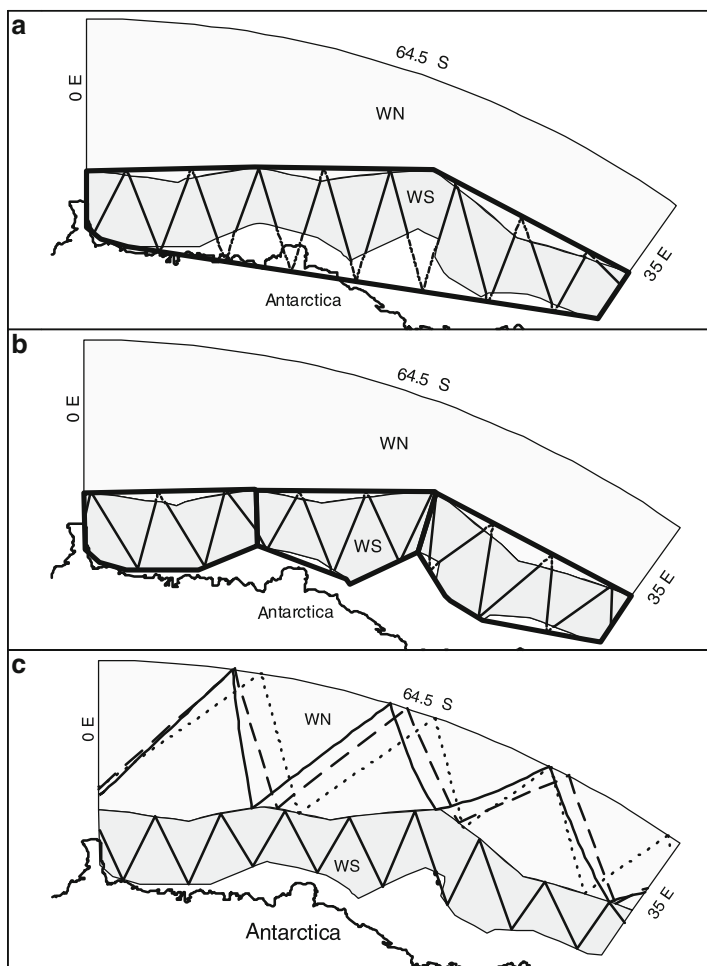 a
64.5 S
0 E
WN
WS
35 E
Antarctica
b
64.5 S
0 E
WN
WS
35 E
Antarctica
c
64.5 S
0 E
WN
WS
35 E
Antarctica